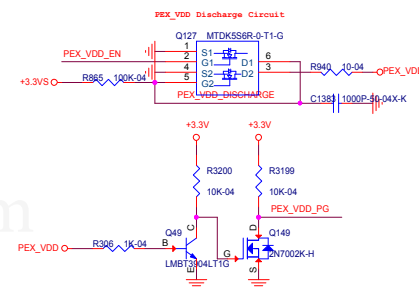 PEX_VDD Discharge Circuit
Q127 MTDK5S6R-0-T1-G
1 S1
PEX_VDD_EN 2 G1 D1 6
4 S2 D2 3 R940 10-04 PEX_VDD
+3.3VS R865 100K-04 5 G2
PEX_VDD_DISCHARGE
C1383 1000P-50-04X-K
+3.3V +3.3V
R3200 R3199
10K-04 10K-04
PEX_VDD_PG
Q49 C D Q149
PEX_VDD R306 1K-04 B G 2N7002K-H
LMBT3904LT1G
E S